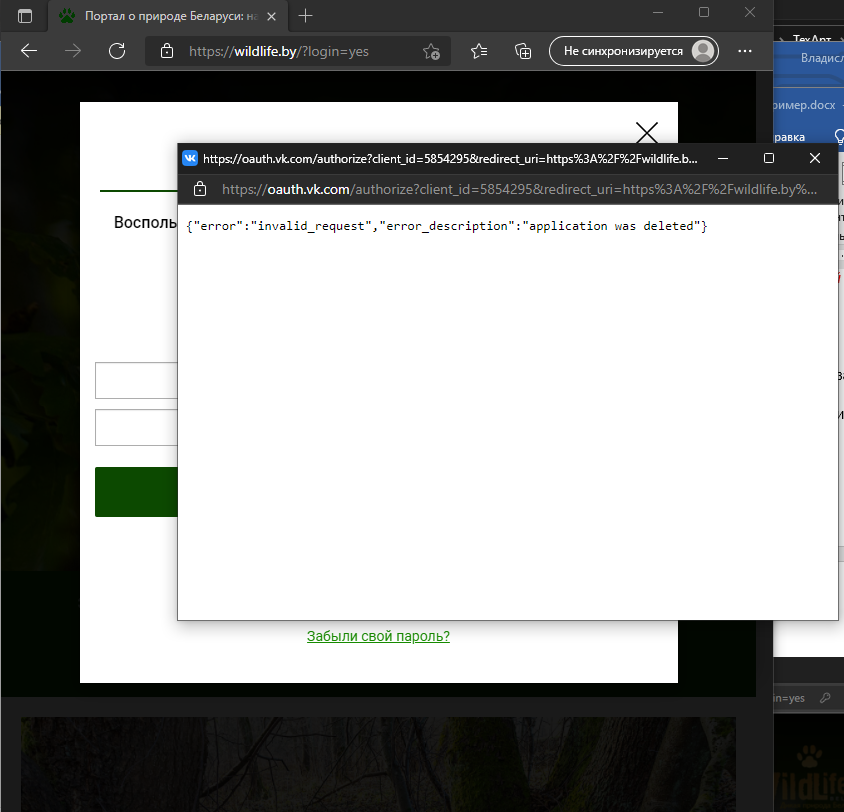 Портал о природе Беларуси: на
https://wildlife.by/?login=yes
Не синхронизируется
ТехАрт
Владисл
ример.docx
равка
https://oauth.vk.com/authorize?client_id=5854295&redirect_uri=https%3A%2F%2Fwildlife.b...
https://oauth.vk.com/authorize?client_id=5854295&redirect_uri=https%3A%2F%2Fwildlife.by%...
Восполь
{"error":"invalid_request","error_description":"application was deleted"}
Забыли свой пароль?
in=yes
WildLife